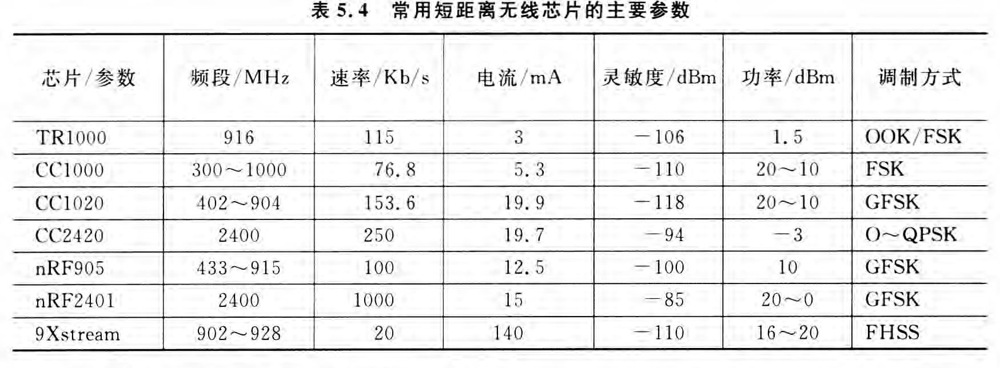 表 5.4 常用短距离无线芯片的主要参数
芯片/参数 频段/MHz 速率/Kb/s 电流/mA 灵敏度/dBm 功率/dBm 调制方式
TR1000 916 115 3 −106 1.5 OOK/FSK
CC1000 300～1000 76.8 5.3 −110 20～10 FSK
CC1020 402～904 153.6 19.9 −118 20～10 GFSK
CC2420 2400 250 19.7 −94 −3 O～QPSK
nRF905 433～915 100 12.5 −100 10 GFSK
nRF2401 2400 1000 15 −85 20～0 GFSK
9Xstream 902～928 20 140 −110 16～20 FHSS